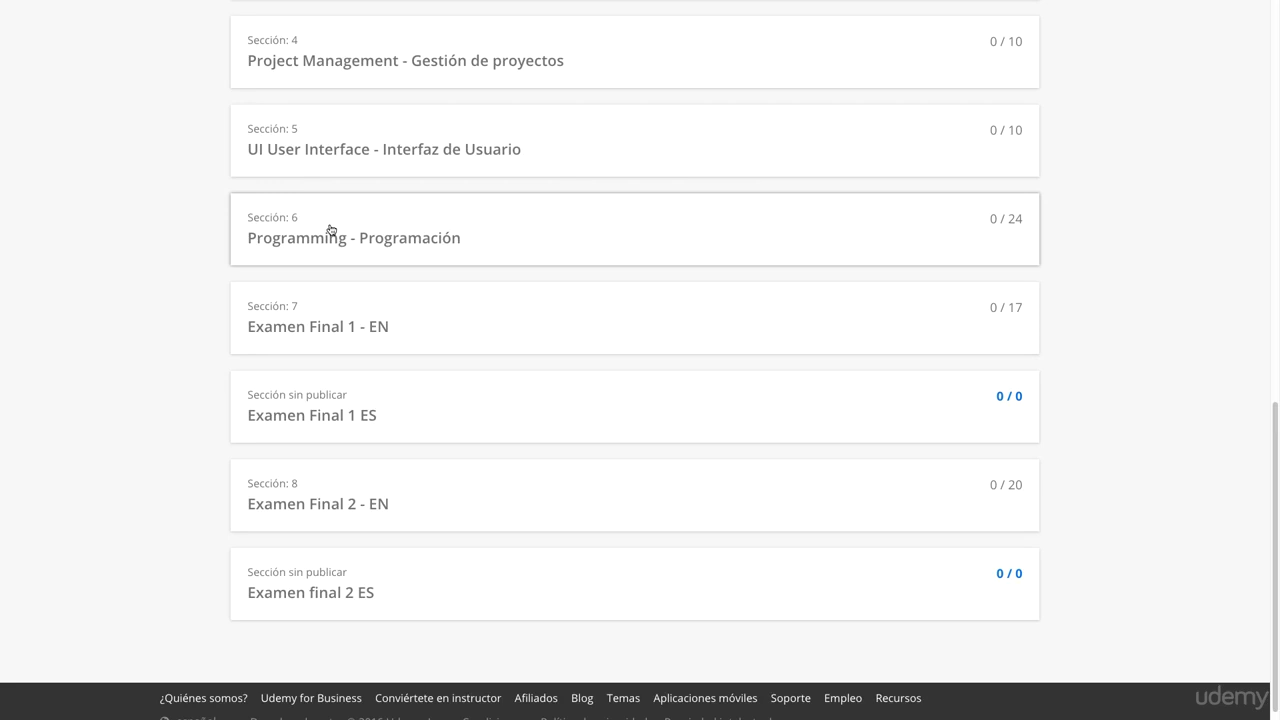 Sección: 4
0 / 10
Project Management - Gestión de proyectos
Sección: 5
0 / 10
UI User Interface - Interfaz de Usuario
Sección: 6
0 / 24
Programming - Programación
Sección: 7
0 / 17
Examen Final 1 - EN
Sección sin publicar
0 / 0
Examen Final 1 ES
Sección: 8
0 / 20
Examen Final 2 - EN
Sección sin publicar
0 / 0
Examen final 2 ES
¿Quiénes somos? Udemy for Business Conviértete en instructor Afiliados Blog Temas Aplicaciones móviles Soporte Empleo Recursos
udemy